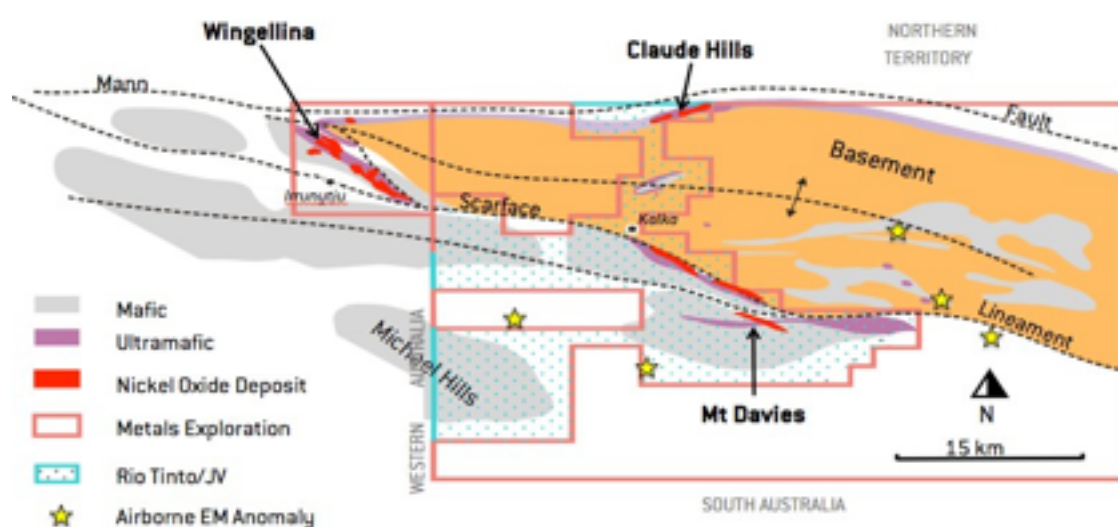 Wingellina
Claude Hills
NORTHERN
TERRITORY
Mann
Fault
Basement
Irrunytju
Scarface
Kalka
Lineament
Michael Hills
WESTERN AUSTRALIA
Mt Davies
N
15 km
SOUTH AUSTRALIA
Mafic
Ultramafic
Nickel Oxide Deposit
Metals Exploration
Rio Tinto/JV
Airborne EM Anomaly